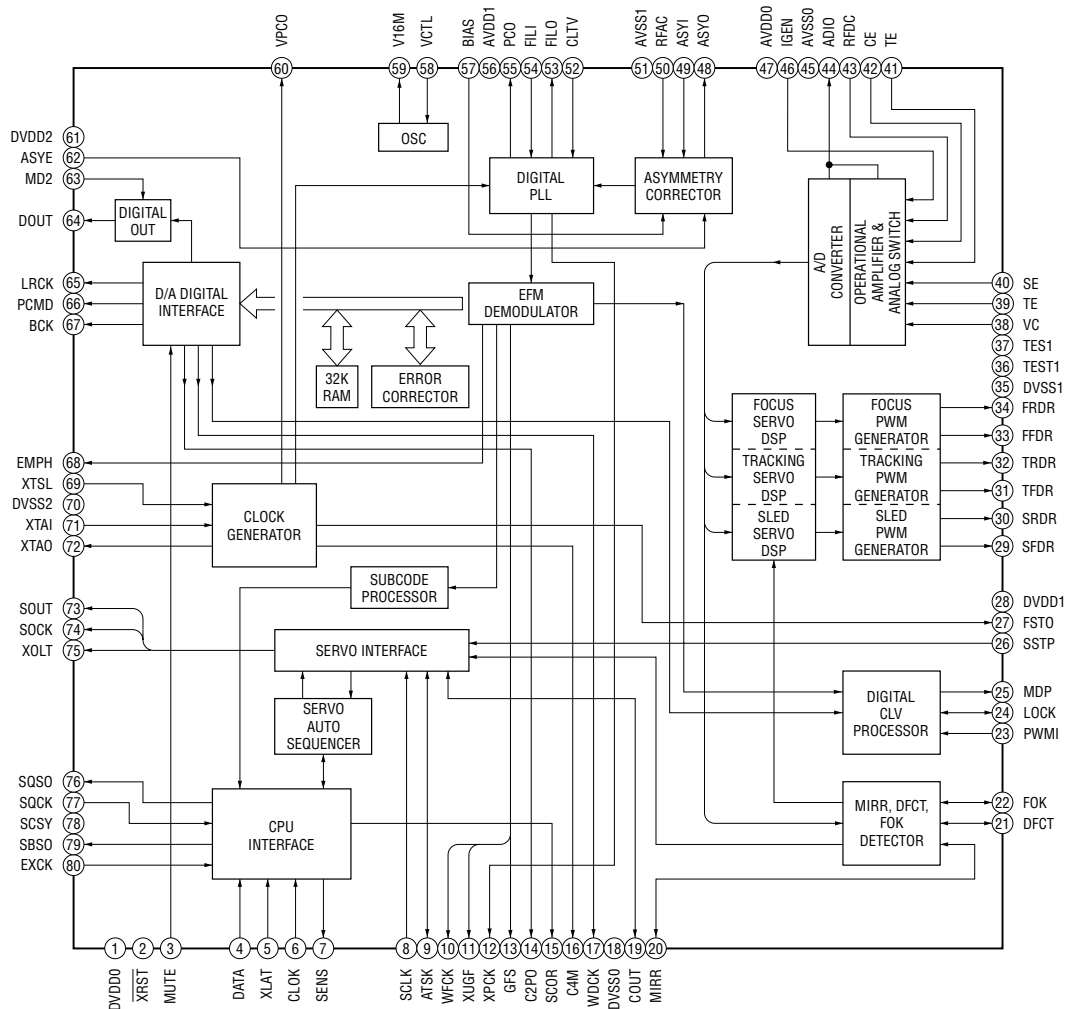 VPCO
V16M
VCTL
BIAS
AVDD1
PCO
FILI
FILO
CLTV
AVSS1
RFAC
ASYI
ASYO
AVDD0
IGEN
AVSS0
ADIO
RFDC
CE
TE
60
59
58
57
56
55
54
53
52
51
50
49
48
47
46
45
44
43
42
41
DVDD2 61
ASYE 62
MD2 63
DOUT 64
LRCK 65
PCMD 66
BCK 67
EMPH 68
XTSL 69
DVSS2 70
XTAI 71
XTAO 72
SOUT 73
SOCK 74
XOLT 75
SQSO 76
SQCK 77
SCSY 78
SBSO 79
EXCK 80
OSC
DIGITAL
PLL
ASYMMETRY
CORRECTOR
DIGITAL
OUT
D/A DIGITAL
INTERFACE
EFM
DEMODULATOR
32K
RAM
ERROR
CORRECTOR
A/D
CONVERTER
OPERATIONAL
AMPLIFIER &
ANALOG SWITCH
FOCUS
SERVO
DSP
TRACKING
SERVO
DSP
SLED
SERVO
DSP
FOCUS
PWM
GENERATOR
TRACKING
PWM
GENERATOR
SLED
PWM
GENERATOR
CLOCK
GENERATOR
SUBCODE
PROCESSOR
SERVO INTERFACE
SERVO
AUTO
SEQUENCER
CPU
INTERFACE
DIGITAL
CLV
PROCESSOR
MIRR, DFCT,
FOK
DETECTOR
40 SE
39 TE
38 VC
37 TES1
36 TEST1
35 DVSS1
34 FRDR
33 FFDR
32 TRDR
31 TFDR
30 SRDR
29 SFDR
28 DVDD1
27 FSTO
26 SSTP
25 MDP
24 LOCK
23 PWMI
22 FOK
21 DFCT
1
2
3
4
5
6
7
8
9
10
11
12
13
14
15
16
17
18
19
20
DVDD0
XRST
MUTE
DATA
XLAT
CLOK
SENS
SCLK
ATSK
WFCK
XUGF
XPCK
GFS
C2PO
SCOR
C4M
WDCK
DVSS0
COUT
MIRR